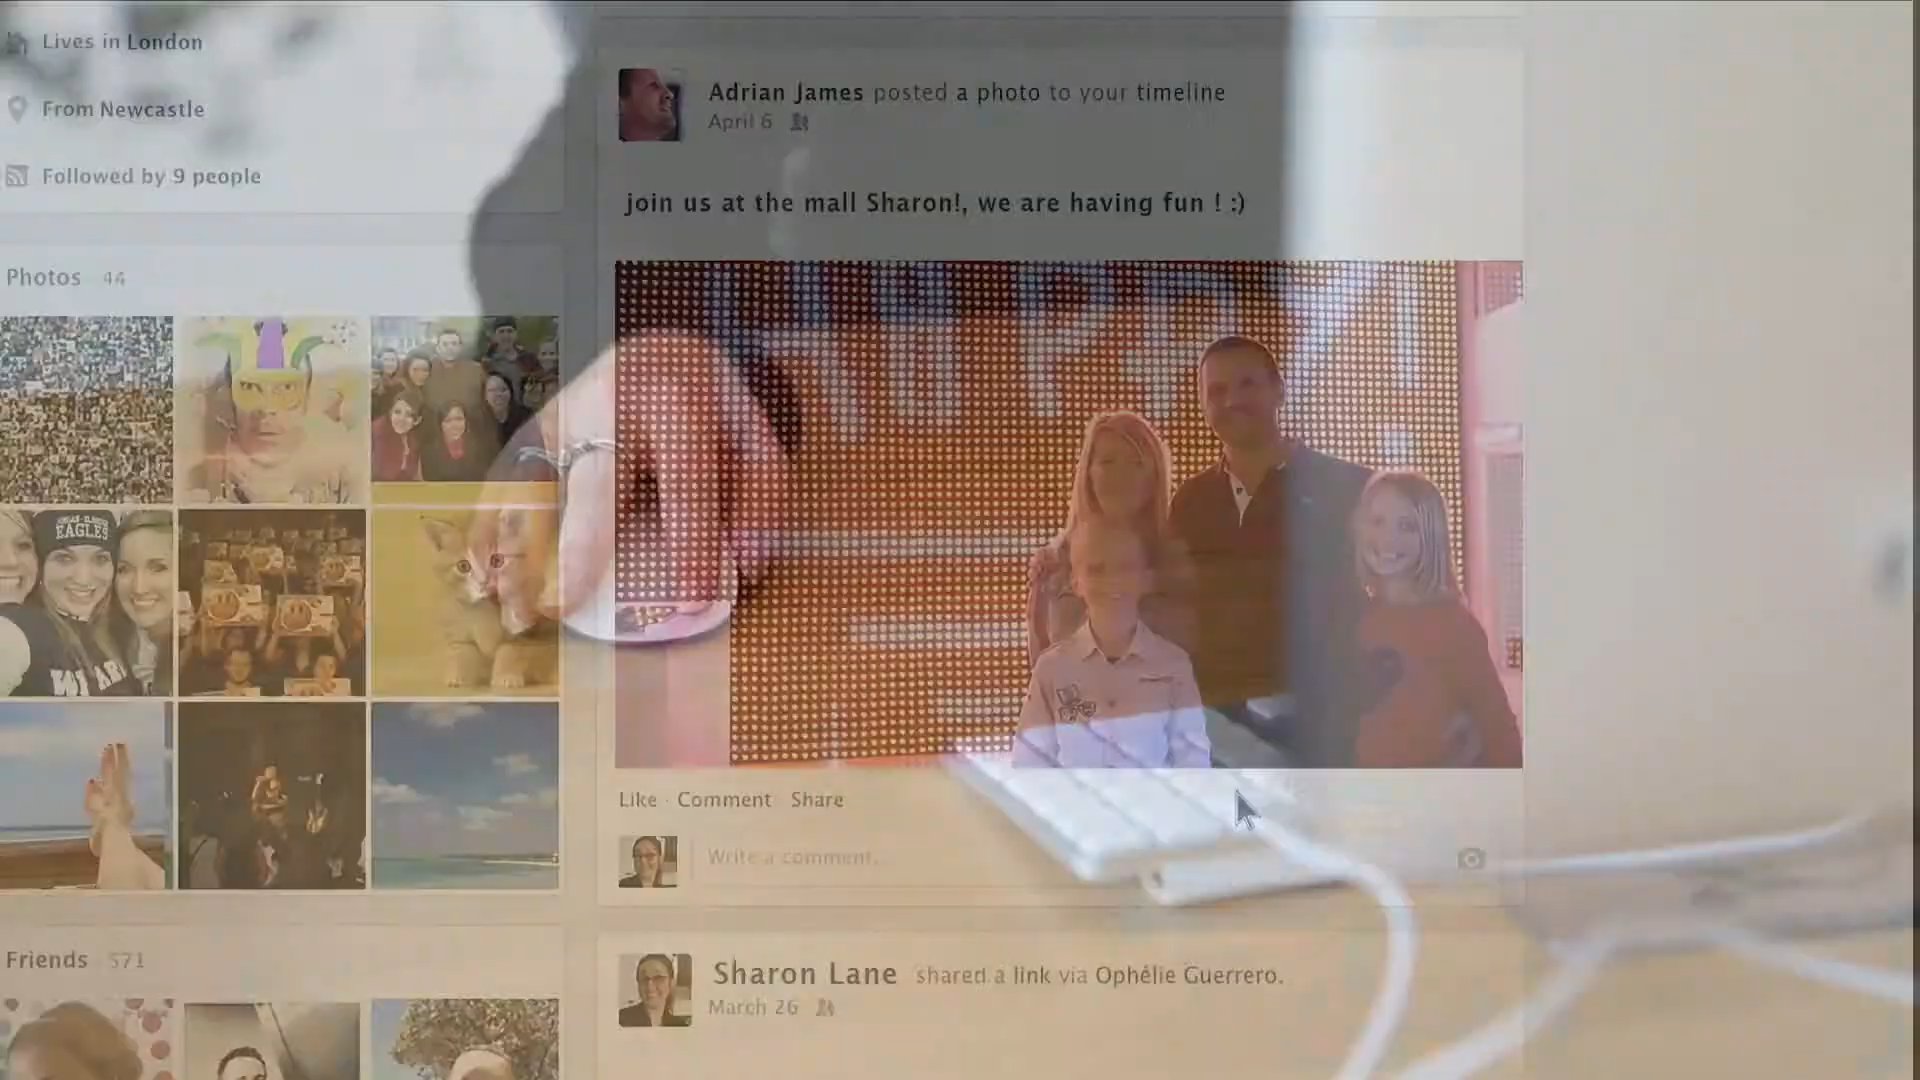 Lives in London
From Newcastle
Followed by 9 people
Photos · 44
EAGLES
Friends · 571
Adrian James posted a photo to your timeline
April 6
join us at the mall Sharon!, we are having fun ! :)
HAPPY!
Like · Comment · Share
Write a comment...
Sharon Lane shared a link via Ophélie Guerrero.
March 26